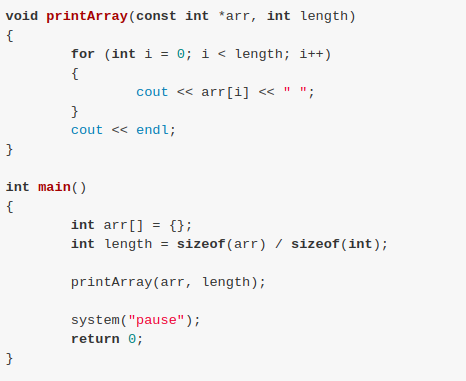 void printArray(const int *arr, int length)
{
        for (int i = 0; i < length; i++)
        {
                cout << arr[i] << " ";
        }
        cout << endl;
}

int main()
{
        int arr[] = {};
        int length = sizeof(arr) / sizeof(int);

        printArray(arr, length);

        system("pause");
        return 0;
}